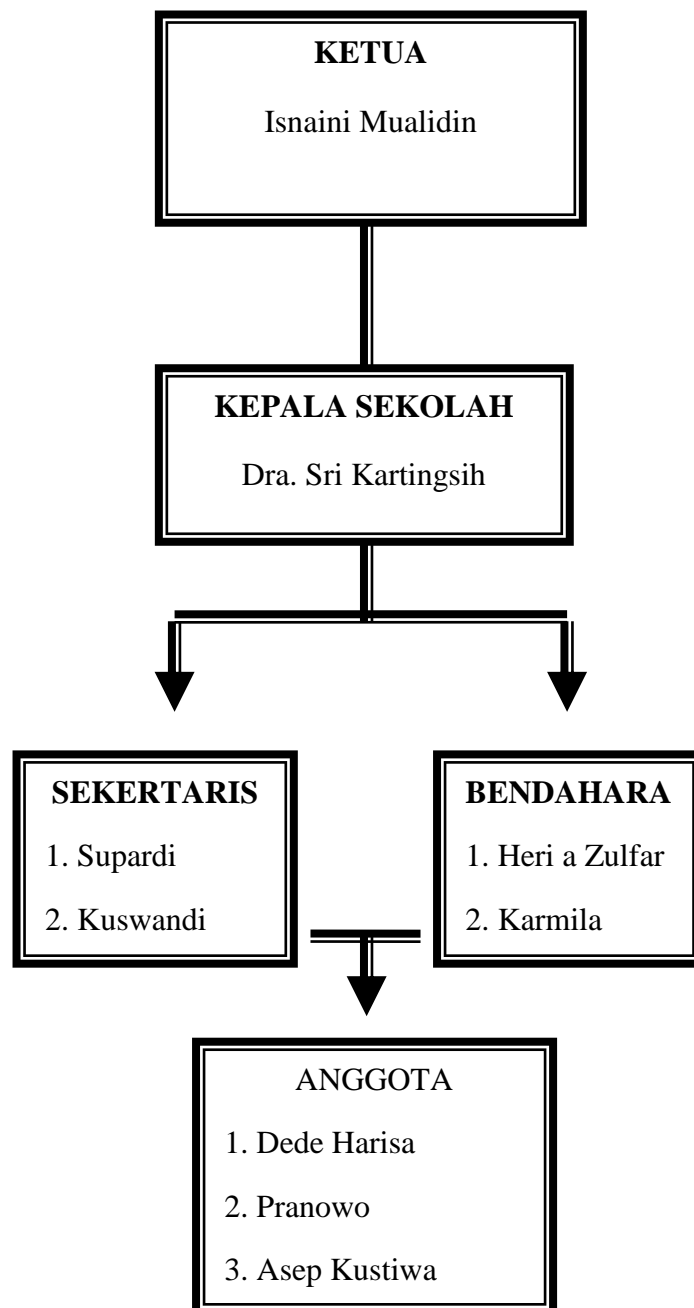 KETUA
Isnaini Mualidin
KEPALA SEKOLAH
Dra. Sri Kartingsih
SEKERTARIS
1. Supardi
2. Kuswandi
BENDAHARA
1. Heri a Zulfar
2. Karmila
ANGGOTA
1. Dede Harisa
2. Pranowo
3. Asep Kustiwa